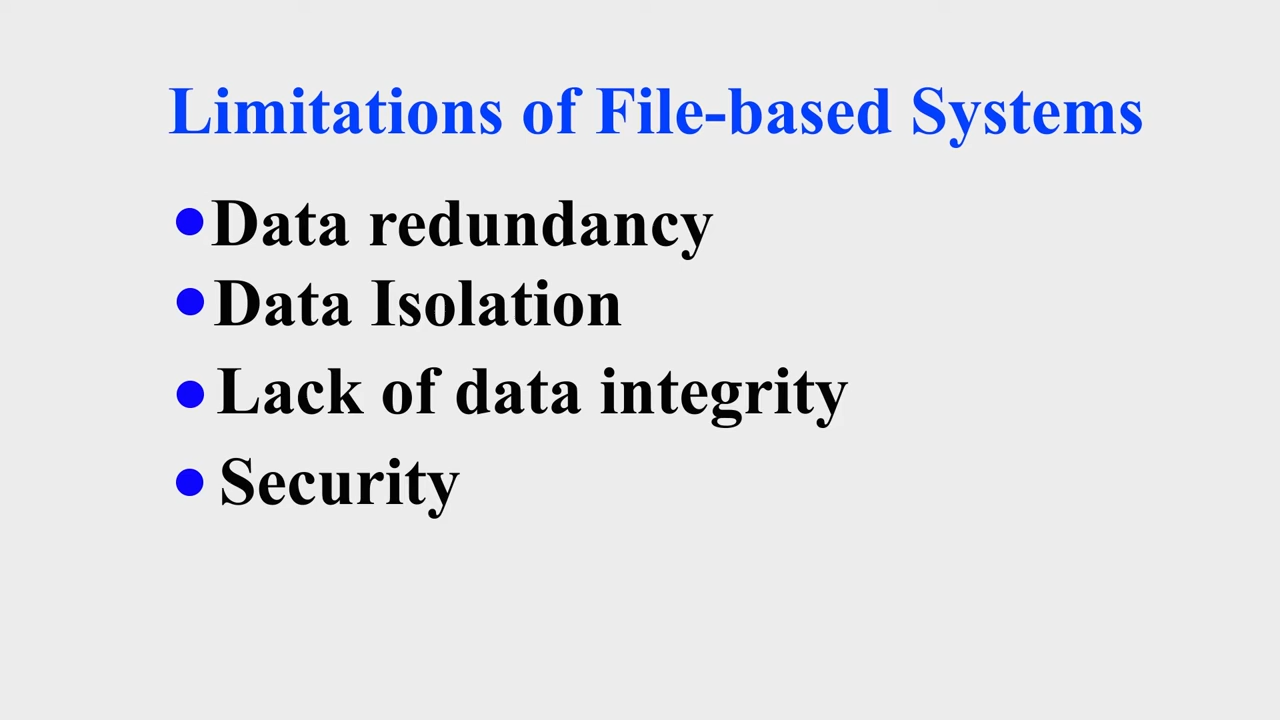 Limitations of File-based Systems
•Data redundancy
•Data Isolation
•Lack of data integrity
•Security